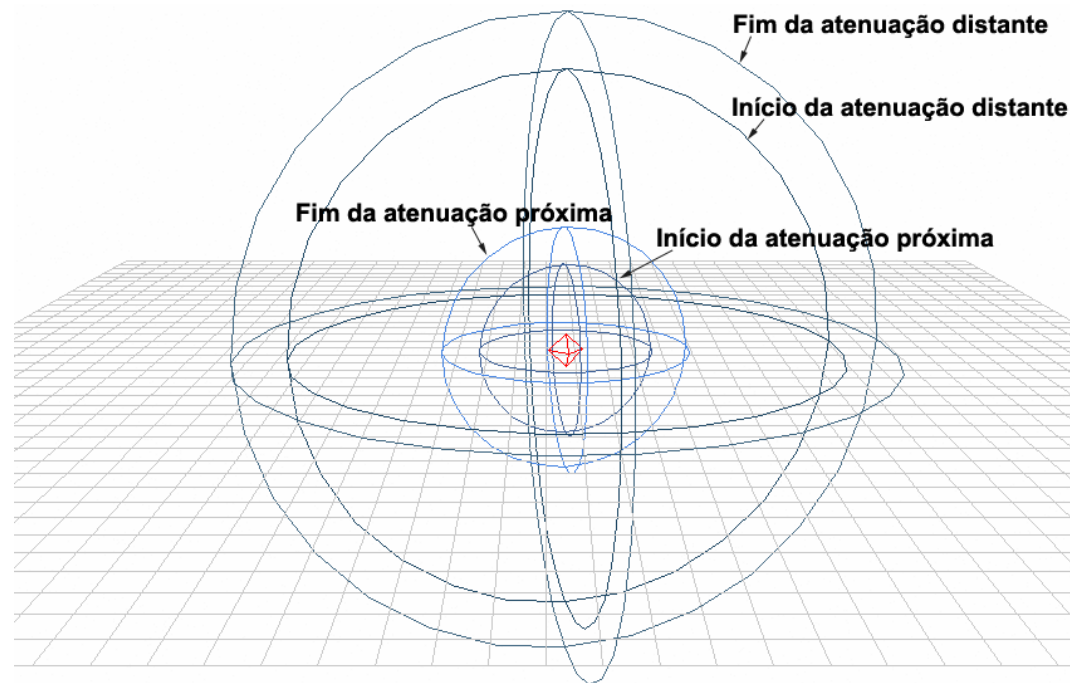 Fim da atenuação distante
Início da atenuação distante
Fim da atenuação próxima
Início da atenuação próxima